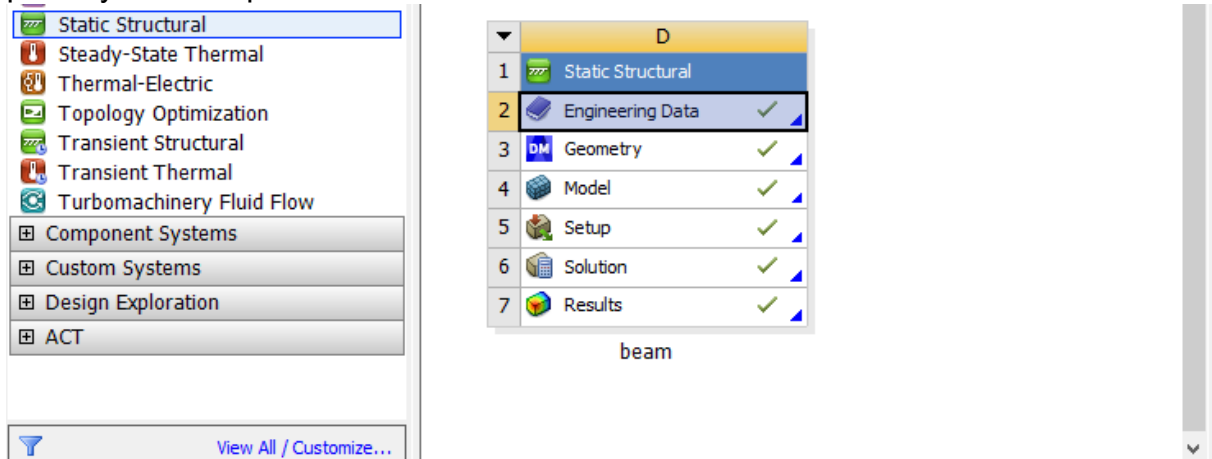 Static Structural
Steady-State Thermal
Thermal-Electric
Topology Optimization
Transient Structural
Transient Thermal
Turbomachinery Fluid Flow
Component Systems
Custom Systems
Design Exploration
ACT
View All / Customize...
D
1 Static Structural
2 Engineering Data
3 DM Geometry
4 Model
5 Setup
6 Solution
7 Results
beam